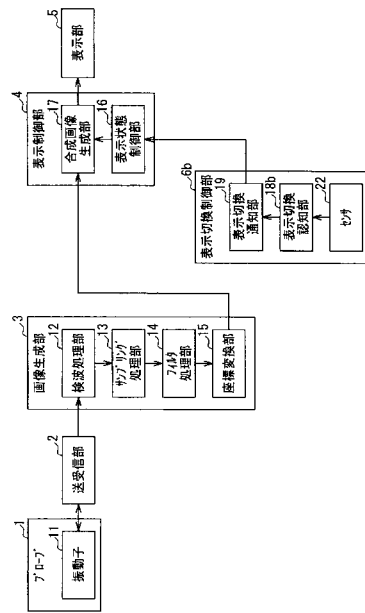 1
プローブ
11
振動子
2
送受信部
3
画像生成部
12
検波処理部
13
サンプリング
処理部
14
フィルタ
処理部
15
座標変換部
4
表示制御部
17
合成画像
生成部
16
表示状態
制御部
5
表示部
6b
表示切換制御部
19
表示切換
通知部
18b
表示切換
認知部
22
センサ